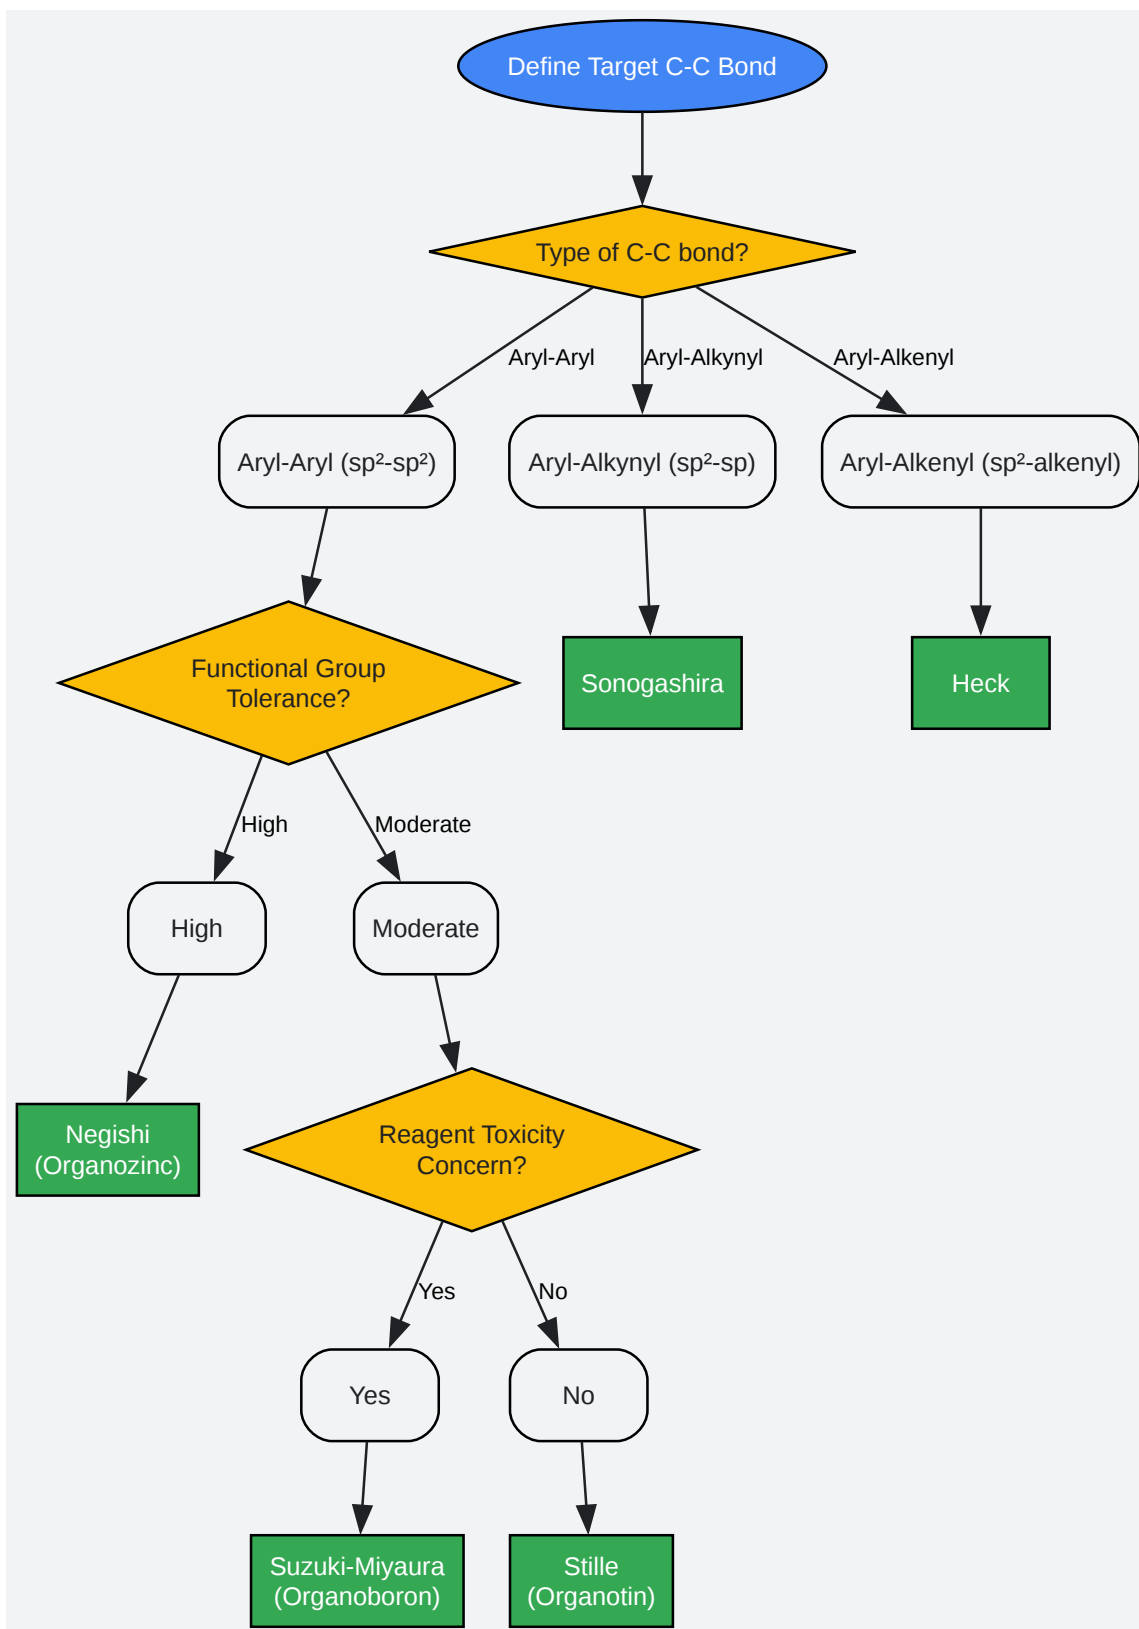 Define Target C-C Bond
Type of C-C bond?
Aryl-Aryl
Aryl-Alkynyl
Aryl-Alkenyl
Aryl-Aryl (sp²-sp²)
Aryl-Alkynyl (sp²-sp)
Aryl-Alkenyl (sp²-alkenyl)
Functional Group
Tolerance?
Sonogashira
Heck
High
Moderate
High
Moderate
Negishi
(Organozinc)
Reagent Toxicity
Concern?
Yes
No
Yes
No
Suzuki-Miyaura
(Organoboron)
Stille
(Organotin)